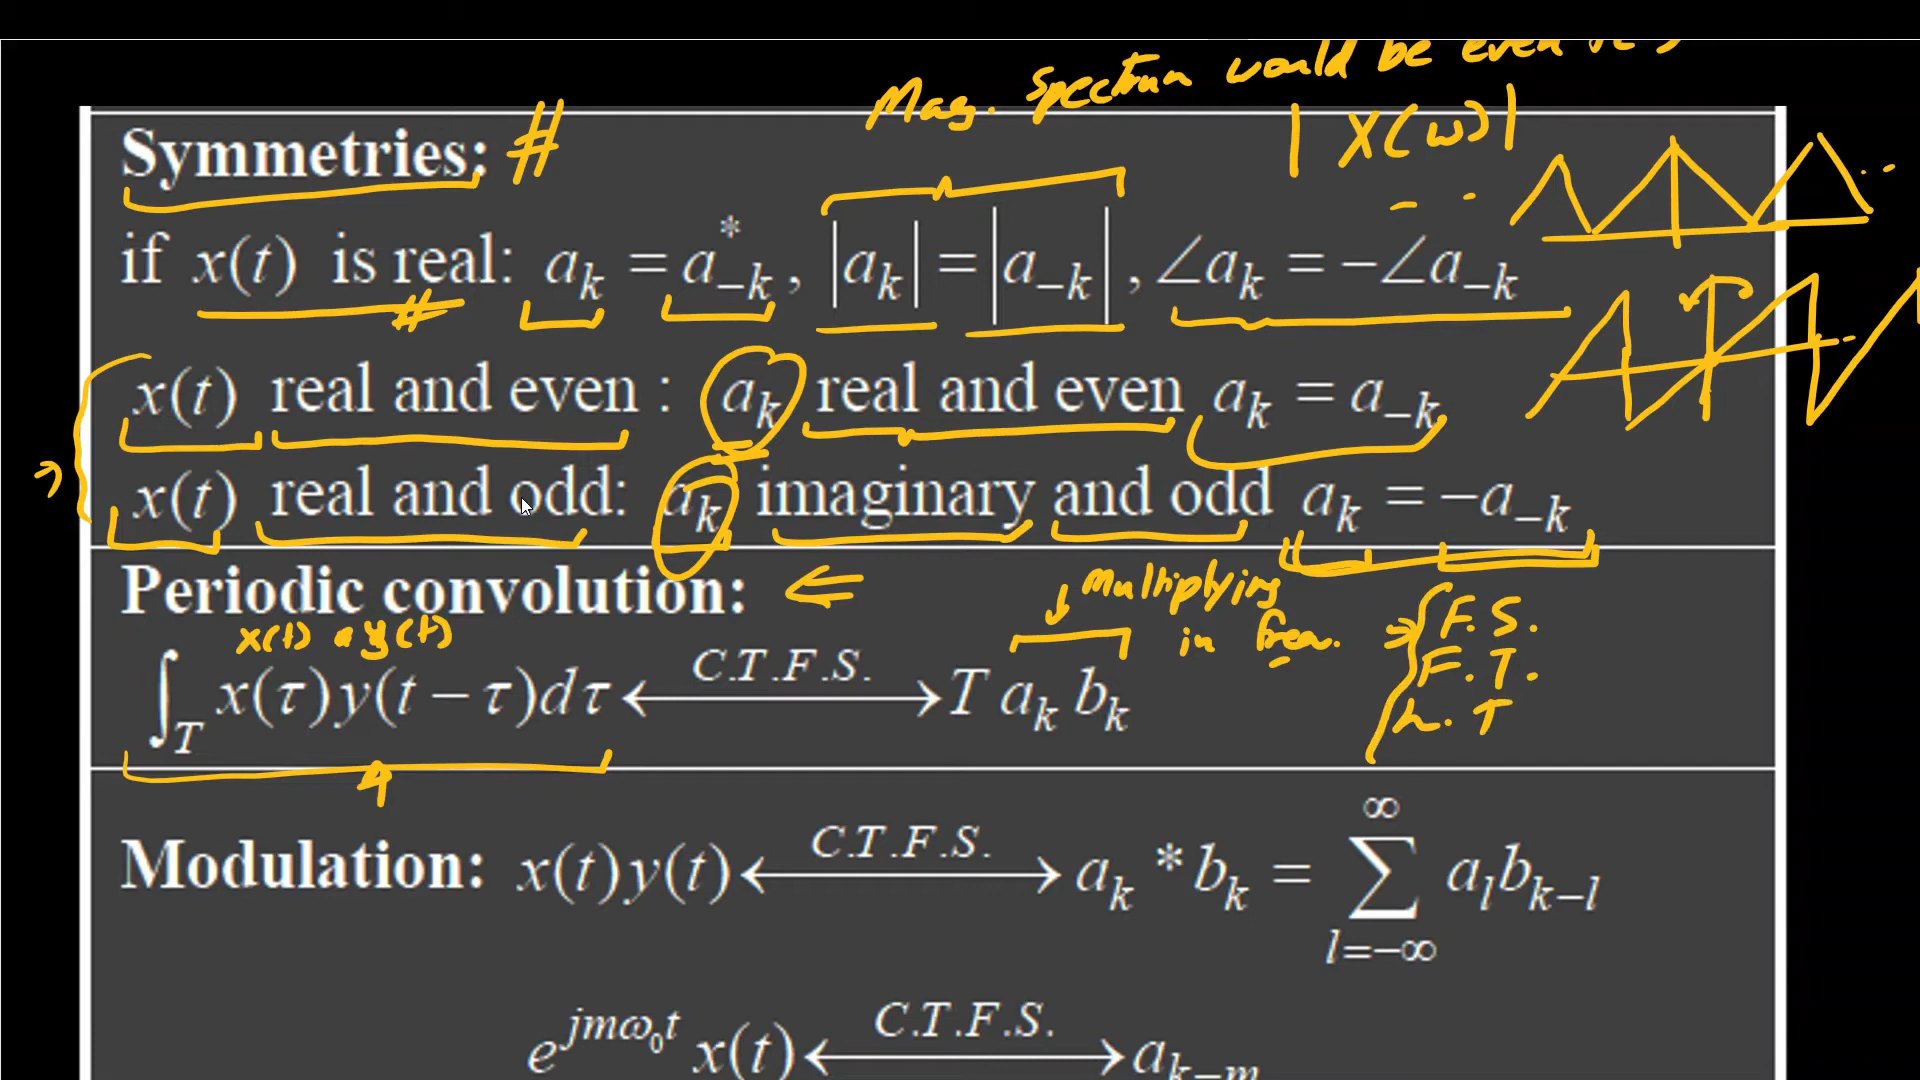 Mag. Spectrum would be even
| X(ω) |
Symmetries: #
if x(t) is real: a_k = a*_{-k}, |a_k| = |a_{-k}|, ∠a_k = -∠a_{-k}
x(t) real and even : a_k real and even a_k = a_{-k}
x(t) real and odd: a_k imaginary and odd a_k = -a_{-k}
Periodic convolution:
Multiplying
in freq.
x(t) * y(t)
F.S.
F.T.
L.T
∫_T x(τ)y(t-τ)dτ ⟷ C.T.F.S. T a_k b_k
Modulation: x(t)y(t) ⟷ C.T.F.S. a_k * b_k = ∑_{l=-∞}^{∞} a_l b_{k-l}
e^{jmω_0t} x(t) ⟷ C.T.F.S. a_{k-m}